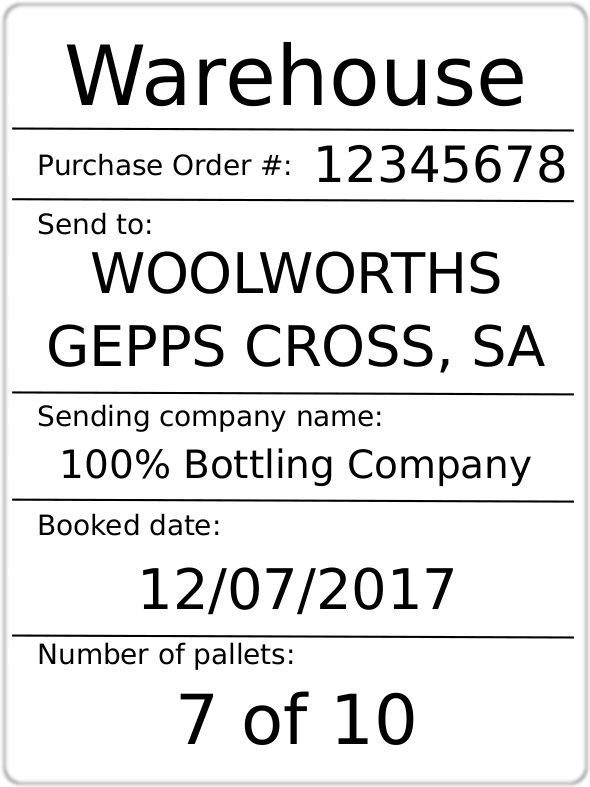 Warehouse
Purchase Order #: 12345678
Send to:
WOOLWORTHS
GEPPS CROSS, SA
Sending company name:
100% Bottling Company
Booked date:
12/07/2017
Number of pallets:
7 of 10